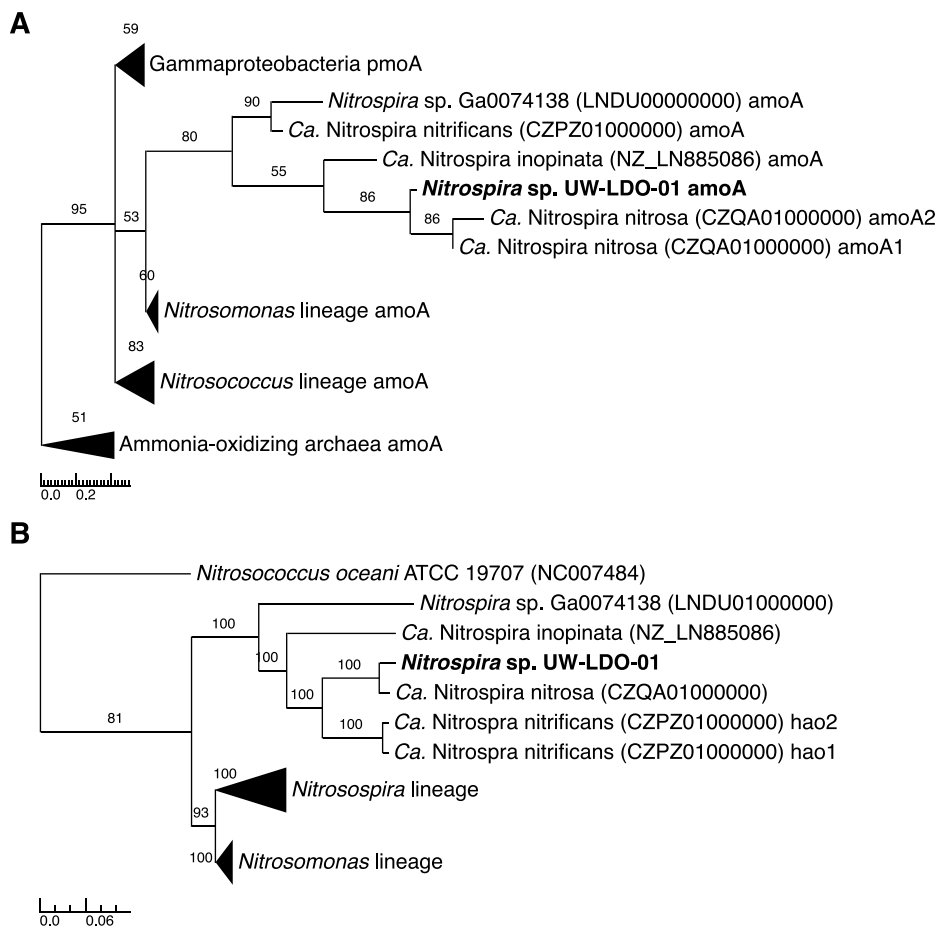 A
59
Gammaproteobacteria pmoA
90
Nitrospira sp. Ga0074138 (LNDU00000000) amoA
Ca. Nitrospira nitrificans (CZPZ01000000) amoA
80
Ca. Nitrospira inopinata (NZ_LN885086) amoA
55
Nitrospira sp. UW-LDO-01 amoA
86
95
53
86
Ca. Nitrospira nitrosa (CZQA01000000) amoA2
Ca. Nitrospira nitrosa (CZQA01000000) amoA1
60
Nitrosomonas lineage amoA
83
Nitrosococcus lineage amoA
51
Ammonia-oxidizing archaea amoA
0.0 0.2
B
Nitrosococcus oceani ATCC 19707 (NC007484)
Nitrospira sp. Ga0074138 (LNDU01000000)
100
Ca. Nitrospira inopinata (NZ_LN885086)
100
100
Nitrospira sp. UW-LDO-01
100
Ca. Nitrospira nitrosa (CZQA01000000)
81
100
Ca. Nitrospra nitrificans (CZPZ01000000) hao2
Ca. Nitrospra nitrificans (CZPZ01000000) hao1
100
Nitrosospira lineage
93
100
Nitrosomonas lineage
0.0 0.06